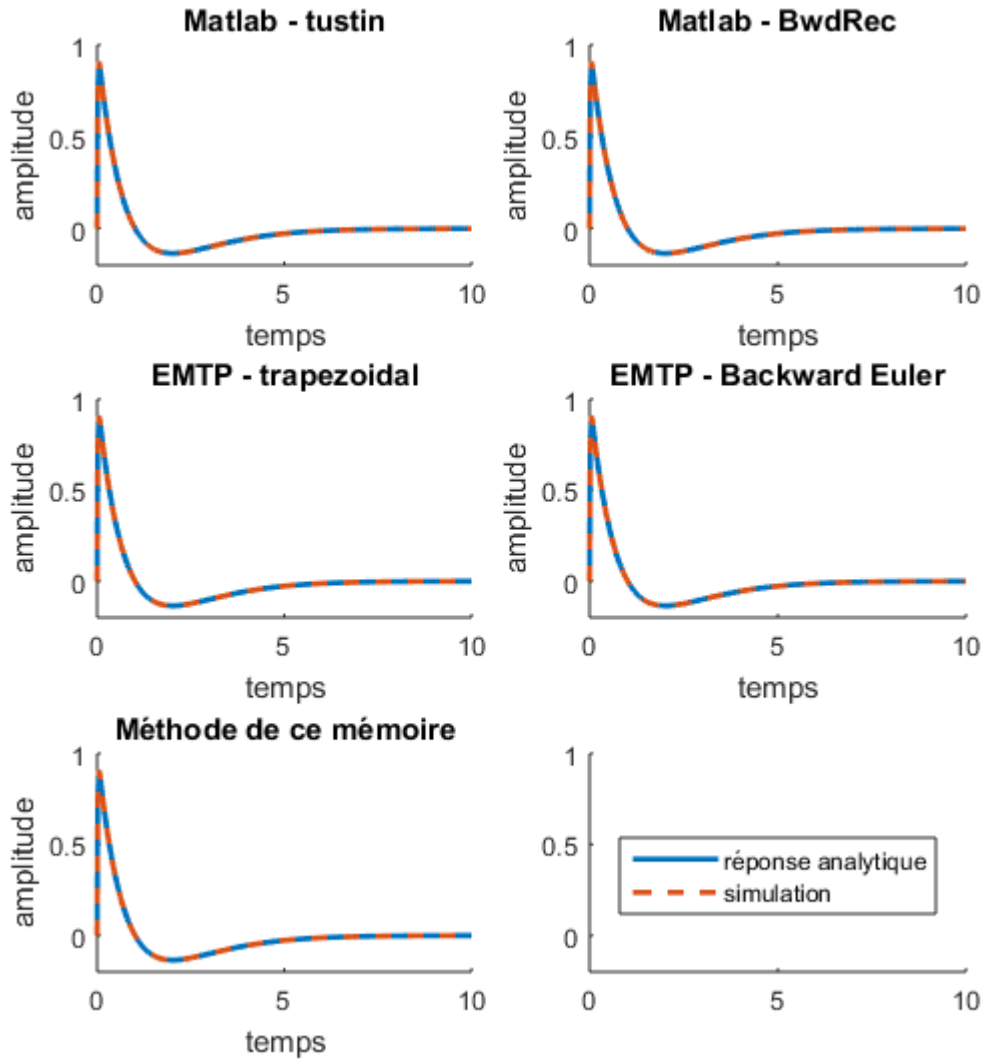 Matlab - tustin
1
0.5
0
amplitude
0 5 10
temps
Matlab - BwdRec
1
0.5
0
amplitude
0 5 10
temps
EMTP - trapezoidal
1
0.5
0
amplitude
0 5 10
temps
EMTP - Backward Euler
1
0.5
0
amplitude
0 5 10
temps
Méthode de ce mémoire
1
0.5
0
amplitude
0 5 10
temps
1
0.5
0
réponse analytique
simulation
0 5 10